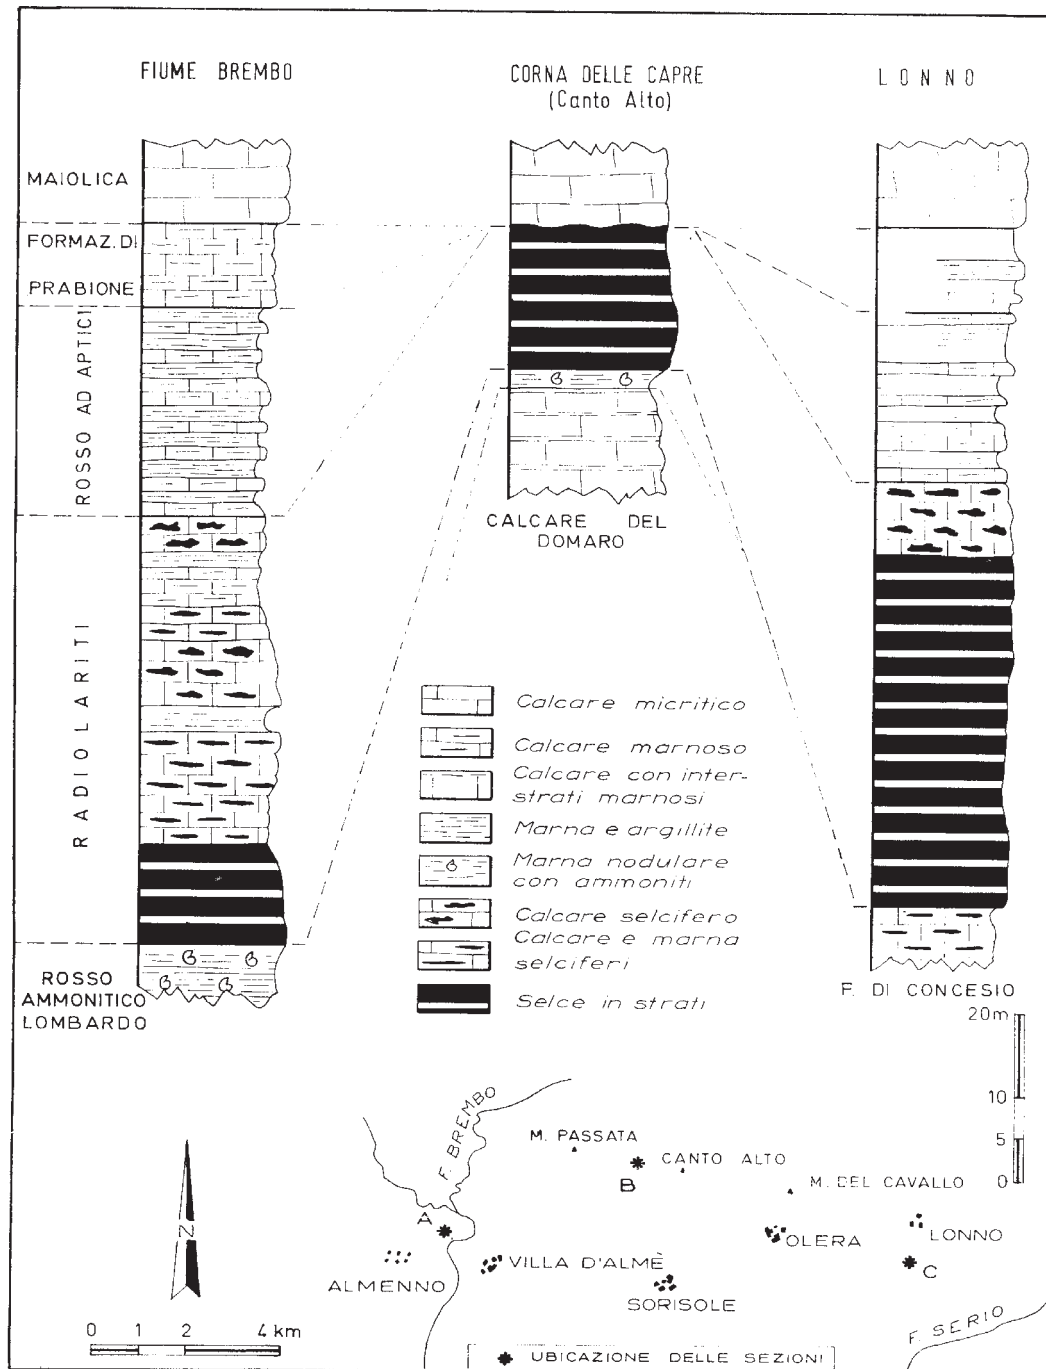 FIUME BREMBO
CORNA DELLE CAPRE
(Canto Alto)
LONNO
MAIOLICA
FORMAZ. DI
PRABIONE
ROSSO AD APTICI
RADIOLARITI
ROSSO
AMMONITICO
LOMBARDO
CALCARE DEL
DOMARO
Calcare micritico
Calcare marnoso
Calcare con inter-
strati marnosi
Marna e argillite
Marna nodulare
con ammoniti
Calcare selcifero
Calcare e marna
selciferi
Selce in strati
F. DI CONCESIO
20m
10
5
0
F. BREMBO
M. PASSATA
CANTO ALTO
B
M. DEL CAVALLO
A
N
ALMENNO
VILLA D'ALMÈ
SORISOLE
OLERA
LONNO
C
F. SERIO
0 1 2 4 km
UBICAZIONE DELLE SEZIONI